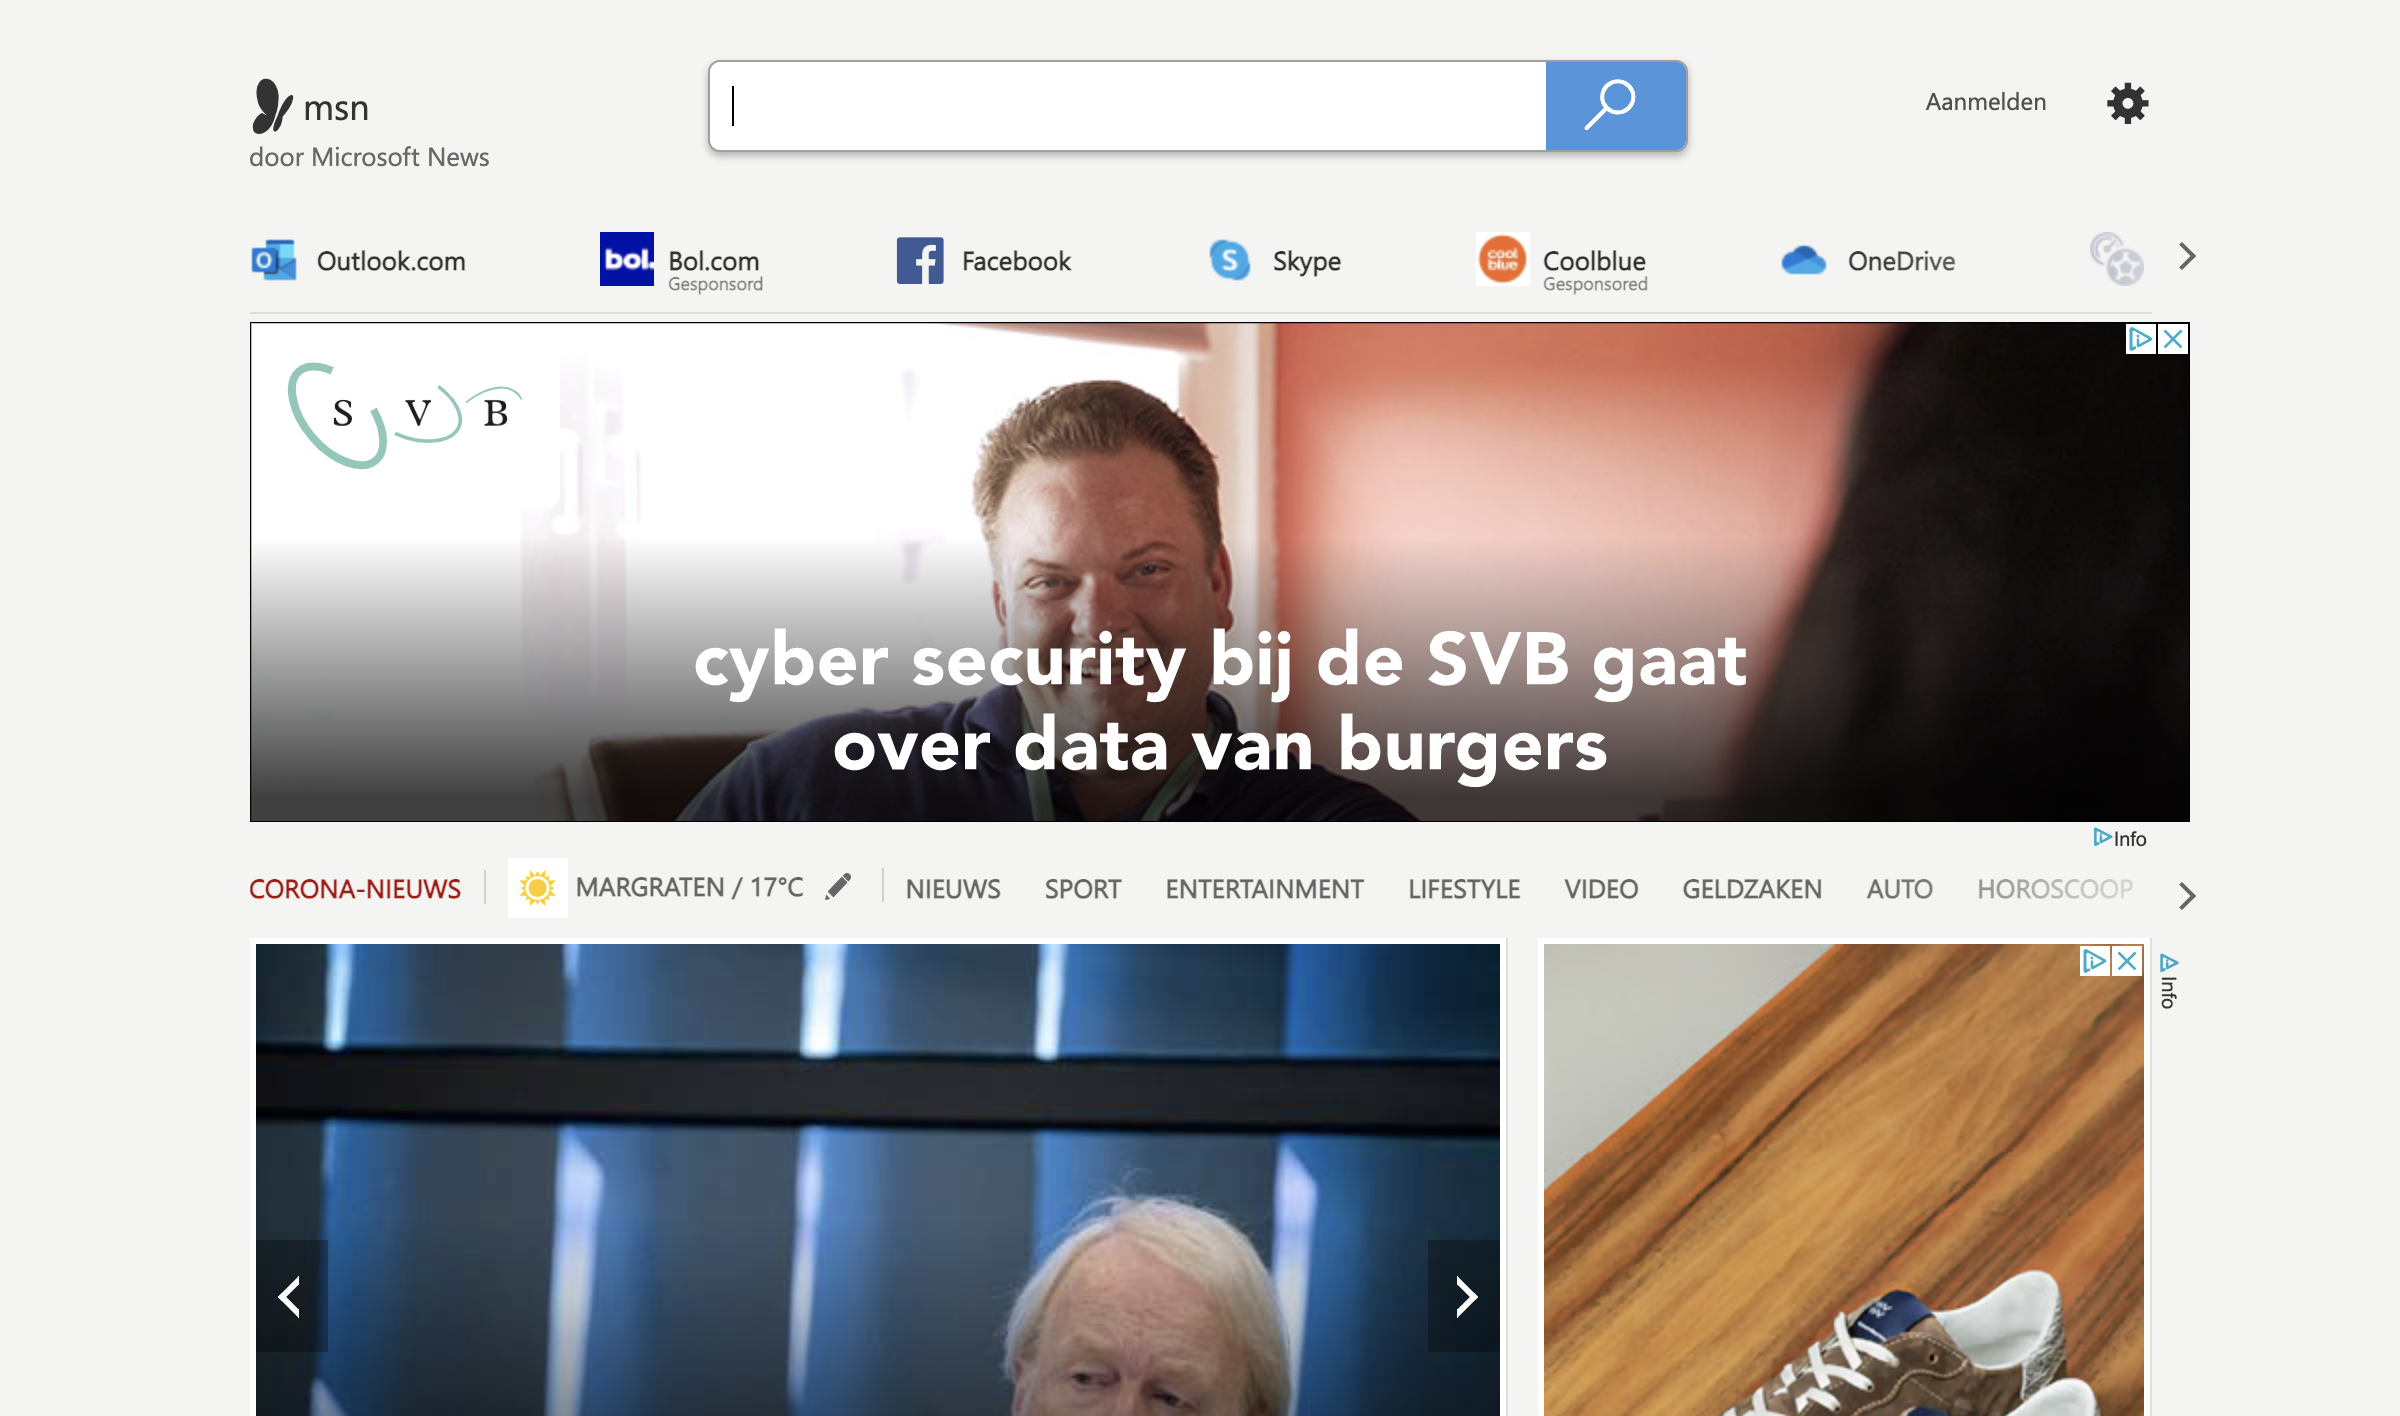 msn
door Microsoft News
Aanmelden
Outlook.com
bol.
Bol.com
Gesponsord
Facebook
S
Skype
cool
blue
Coolblue
Gesponsored
OneDrive
S V B
cyber security bij de SVB gaat
over data van burgers
Info
CORONA-NIEUWS
MARGRATEN / 17°C
NIEUWS
SPORT
ENTERTAINMENT
LIFESTYLE
VIDEO
GELDZAKEN
AUTO
HOROSCOOP
Info